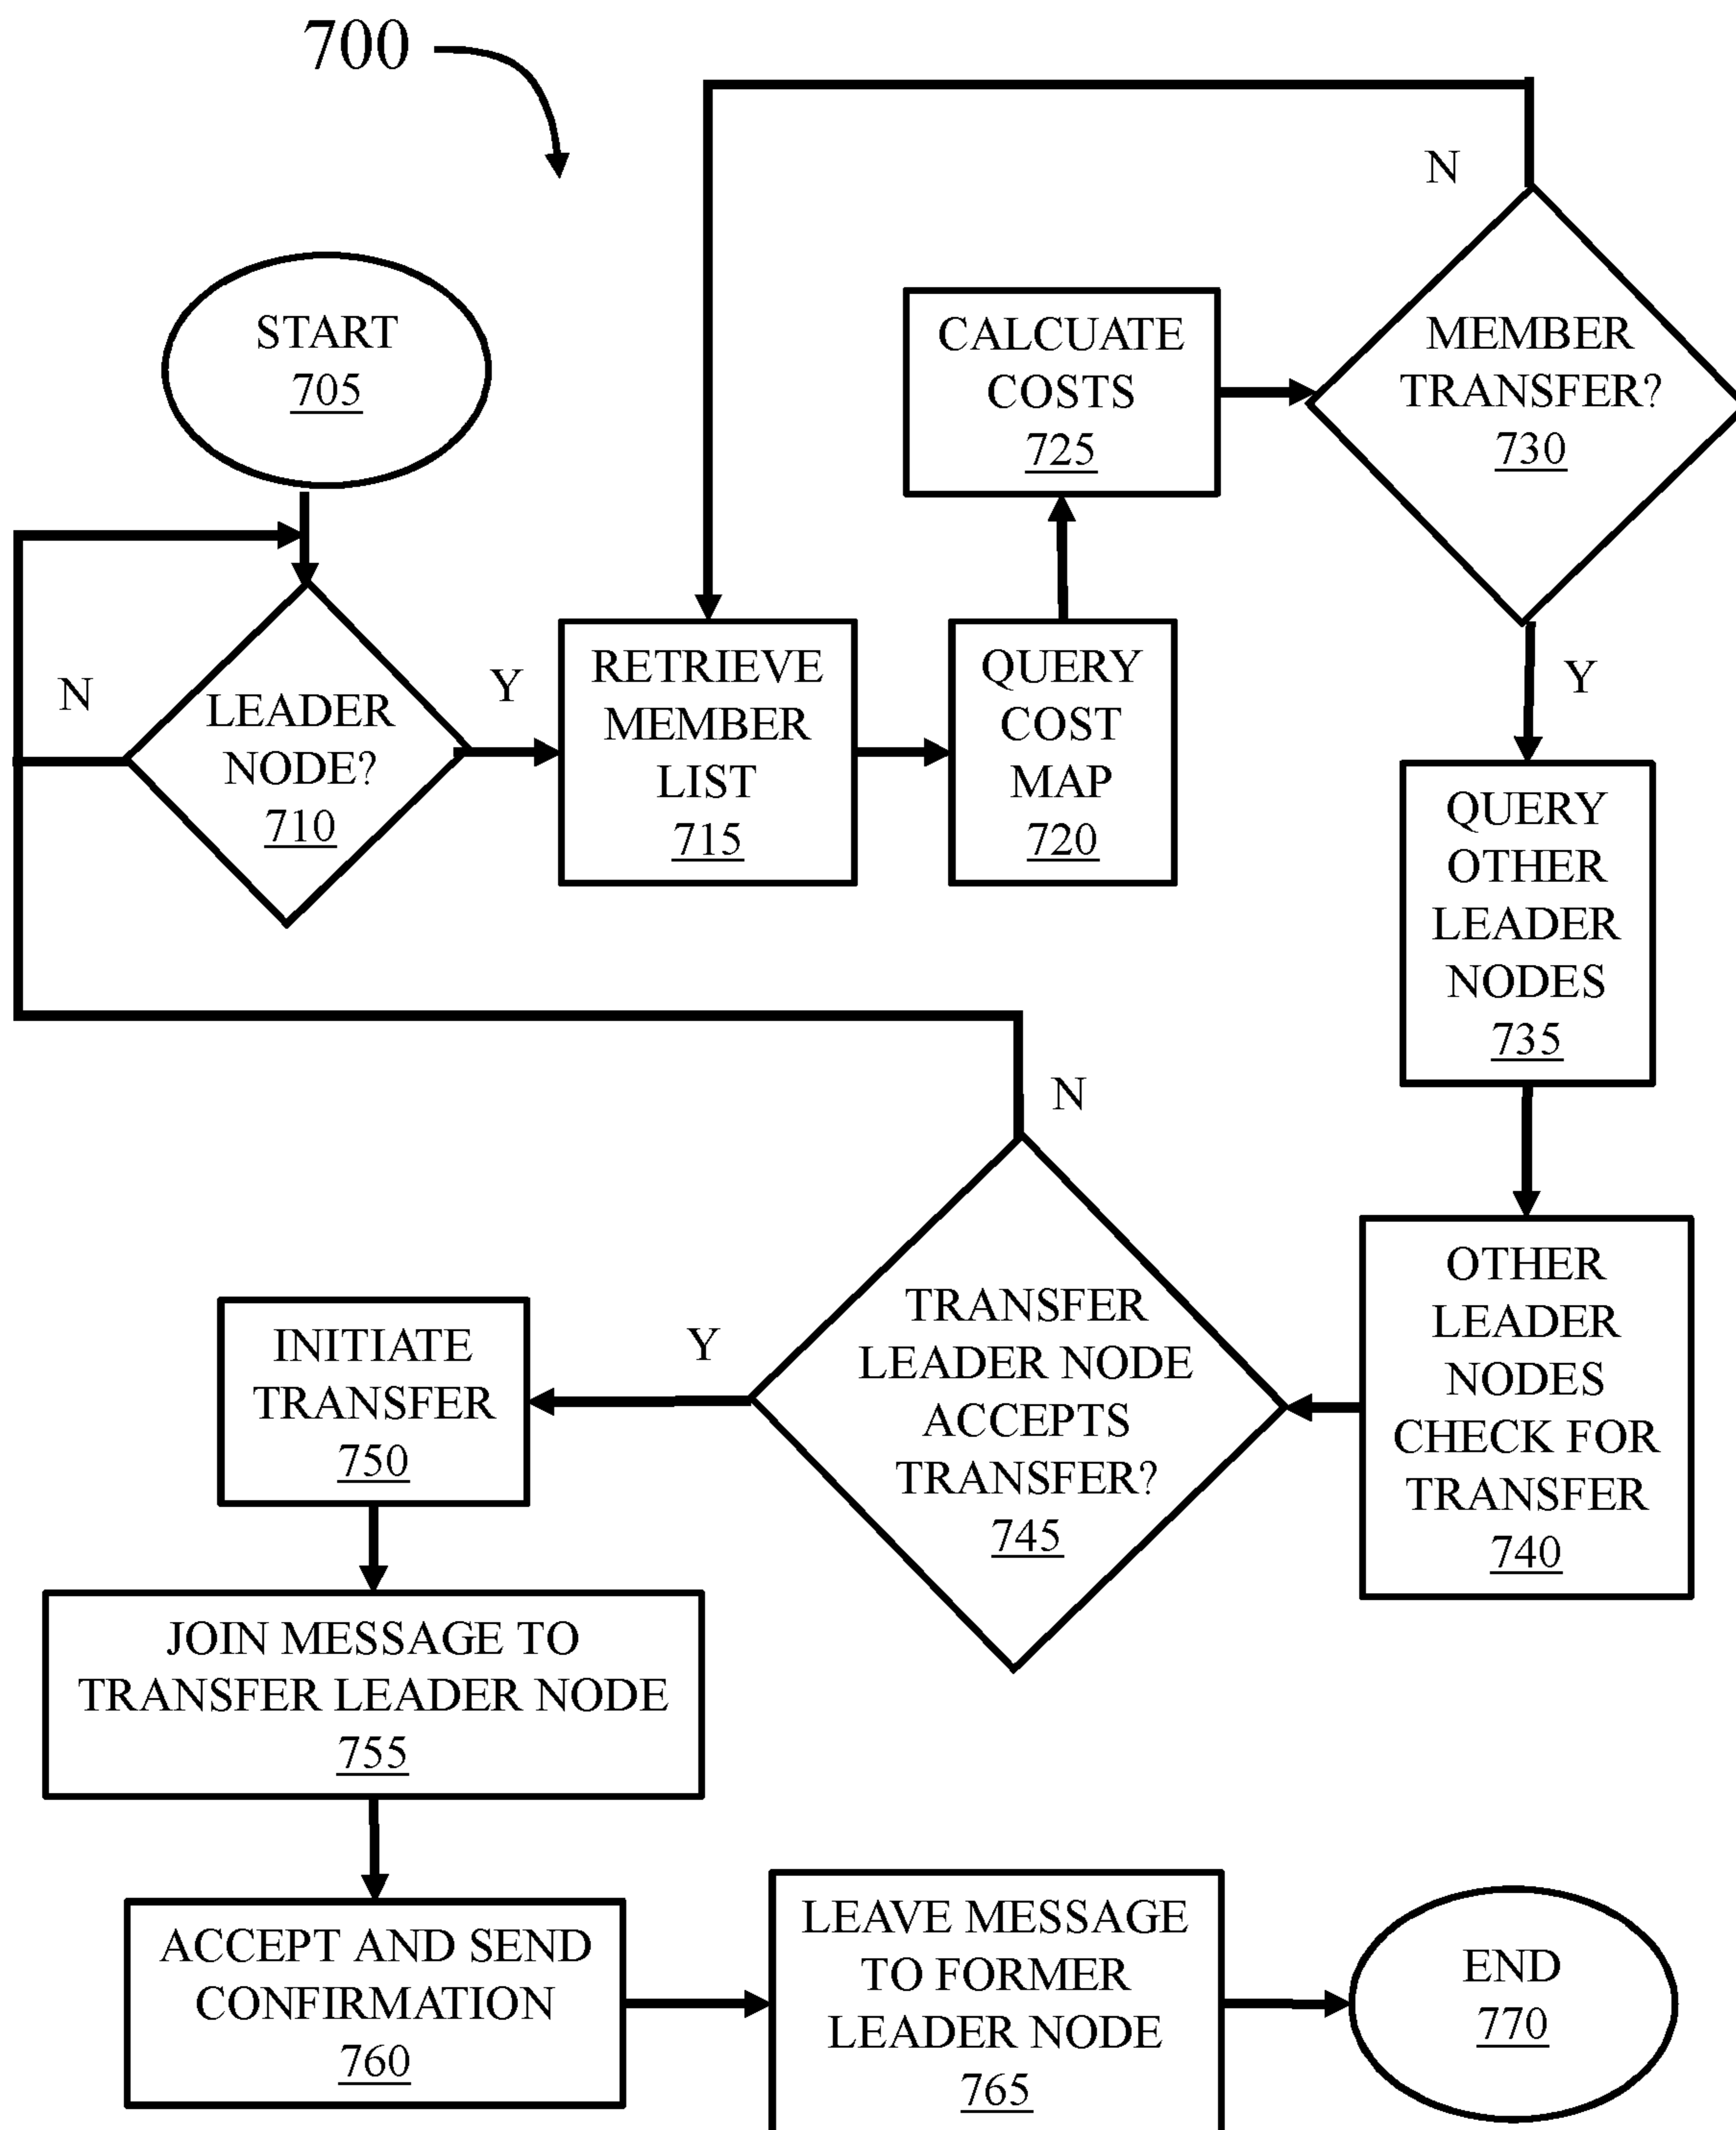 700
START
705
N
LEADER
NODE?
710
Y
RETRIEVE
MEMBER
LIST
715
QUERY
COST
MAP
720
CALCUATE
COSTS
725
N
MEMBER
TRANSFER?
730
Y
QUERY
OTHER
LEADER
NODES
735
OTHER
LEADER
NODES
CHECK FOR
TRANSFER
740
N
TRANSFER
LEADER NODE
ACCEPTS
TRANSFER?
745
Y
INITIATE
TRANSFER
750
JOIN MESSAGE TO
TRANSFER LEADER NODE
755
ACCEPT AND SEND
CONFIRMATION
760
LEAVE MESSAGE
TO FORMER
LEADER NODE
765
END
770